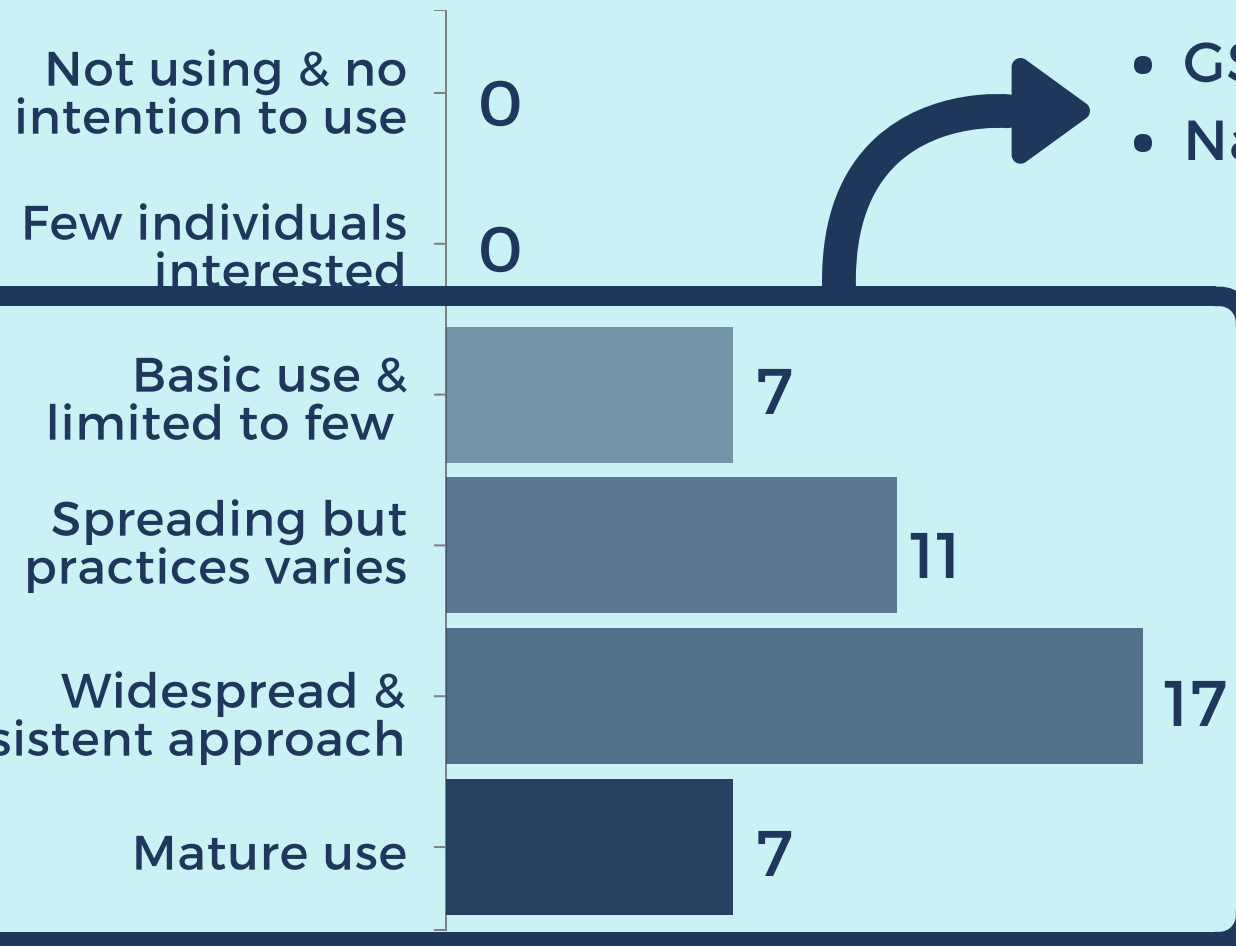 Not using & no
intention to use
0
Few individuals
interested
0
Basic use &
limited to few
7
Spreading but
practices varies
11
Widespread &
approach
17
Mature use
7